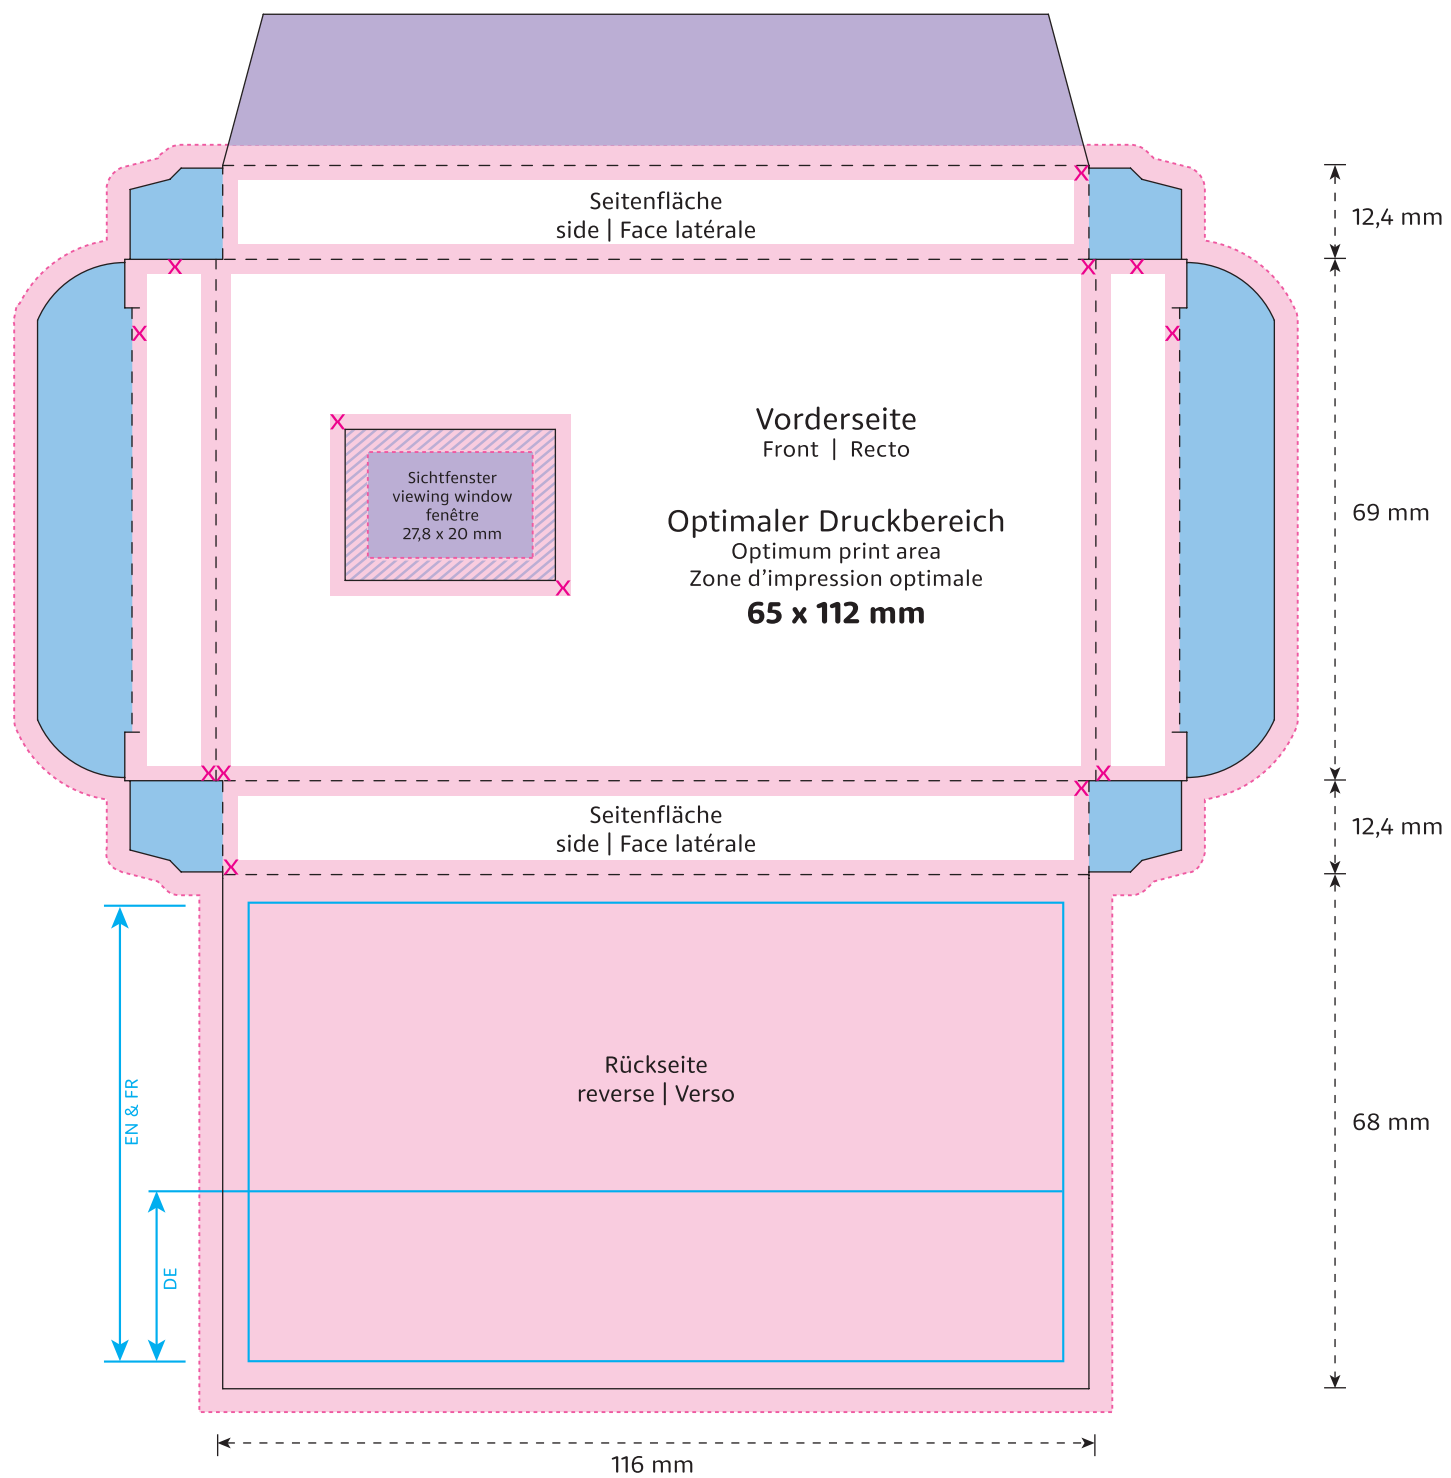 Seitenfläche
side | Face latérale
12,4 mm
Vorderseite
Front | Recto
Sichtfenster
viewing window
fenêtre
27,8 x 20 mm
Optimaler Druckbereich
Optimum print area
Zone d’impression optimale
65 x 112 mm
69 mm
Seitenfläche
side | Face latérale
12,4 mm
Rückseite
reverse | Verso
EN & FR
DE
68 mm
116 mm